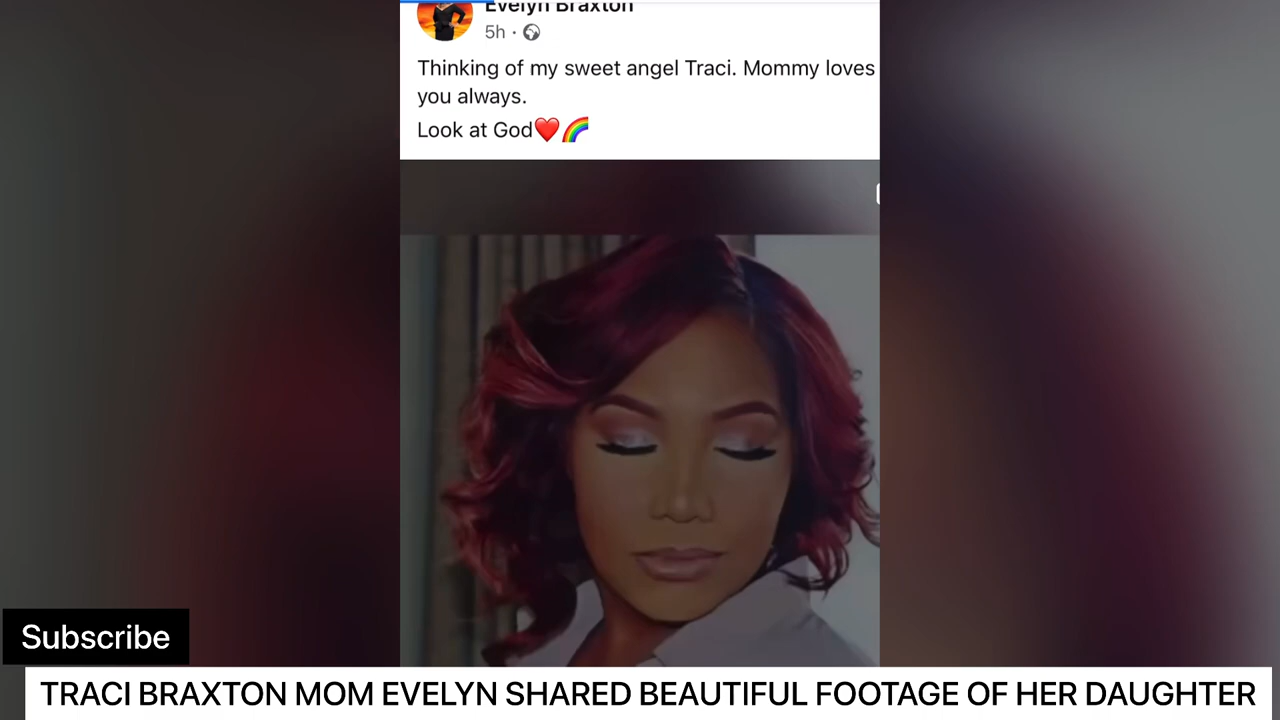 Evelyn Braxton
5h ·
Thinking of my sweet angel Traci. Mommy loves
you always.
Look at God❤️🌈
Subscribe
TRACI BRAXTON MOM EVELYN SHARED BEAUTIFUL FOOTAGE OF HER DAUGHTER